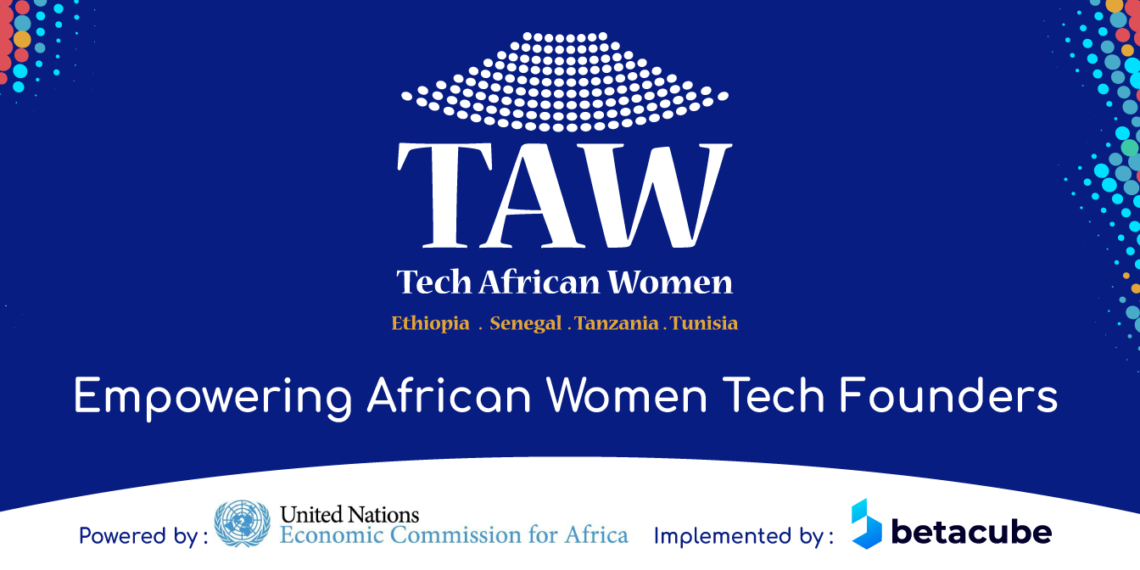 TAW
Tech African Women
Ethiopia . Senegal . Tanzania . Tunisia
Empowering African Women Tech Founders
Powered by :
United Nations
Economic Commission for Africa
Implemented by :
betacube